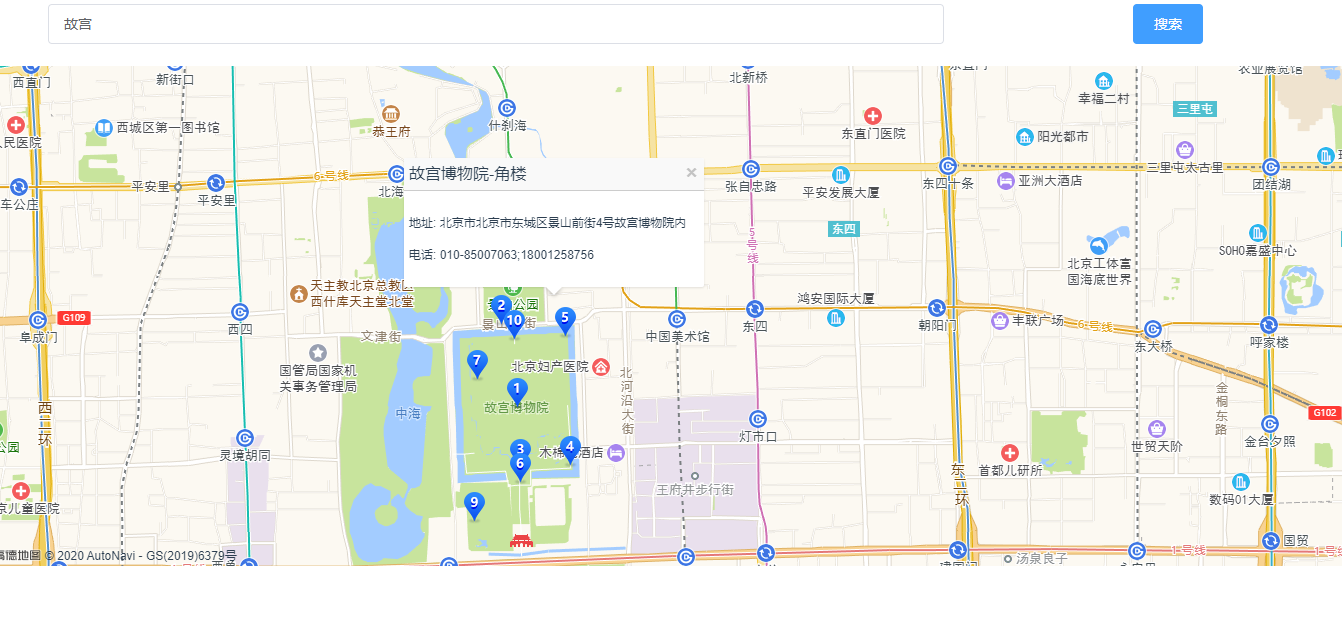 故宫
搜索
西直门
新街口
北新桥
东直门
农业展览馆
幸福二村
三里屯
人民医院
西城区第一图书馆
恭王府
什刹海
东直门医院
阳光都市
三里屯太古里
车公庄
平安里
平安里
6号线
北海
故宫博物院-角楼
×
张自忠路
平安发展大厦
东四十条
亚洲大酒店
团结湖
地址: 北京市北京市东城区景山前街4号故宫博物院内
电话: 010-85007063;18001258756
5号线
东四
SOHO嘉盛中心
北京工体富
国海底世界
天主教北京总教区
西什库天主堂北堂
公园
2
10
5
景山
街
G109
阜成门
西四
文津街
中国美术馆
东四
鸿安国际大厦
朝阳门
丰联广场
6号线
东大桥
呼家楼
国管局国家机
关事务管理局
7
北京妇产医院
1
故宫博物院
北河沿大街
金桐东路
G102
西二环
中海
公园
灵境胡同
3
6
4
木棉
酒店
灯市口
王府井步行街
首都儿研所
世贸天阶
金台夕照
东二环
京儿童医院
9
数码01大厦
高德地图 © 2020 AutoNavi - GS(2019)6379号
汤泉良子
1号线
国贸
1号线